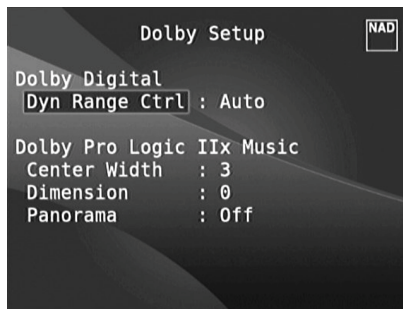 Dolby Setup
NAD
Dolby Digital
Dyn Range Ctrl : Auto
Dolby Pro Logic IIx Music
Center Width : 3
Dimension : 0
Panorama : Off